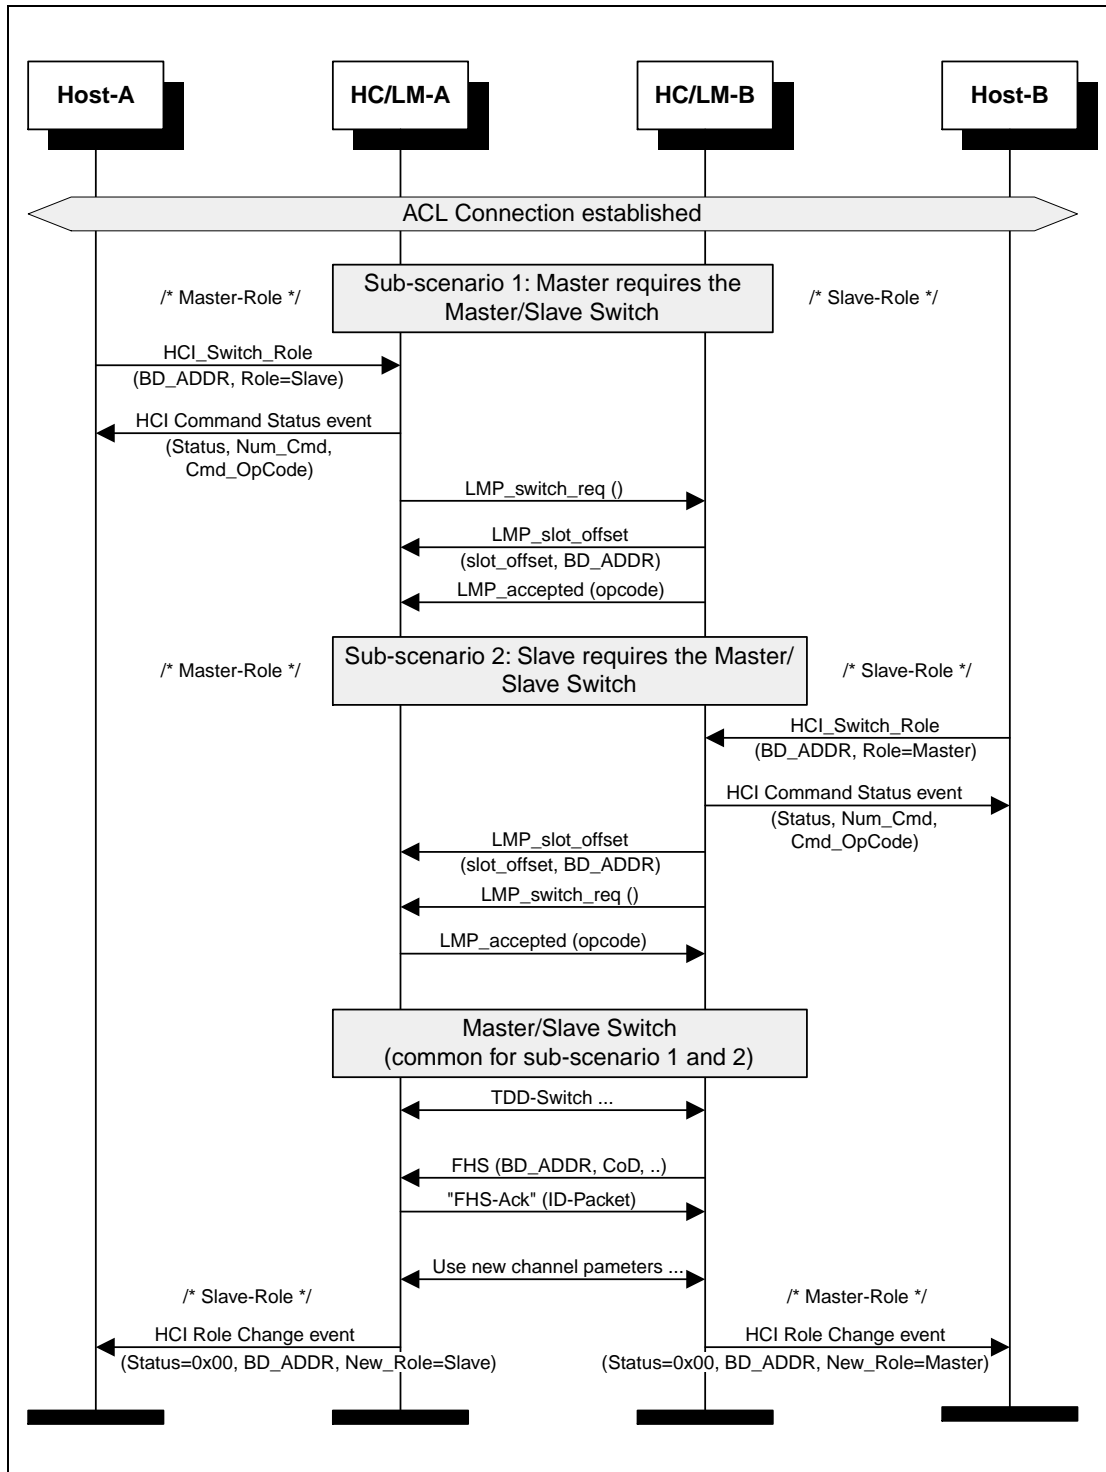 Host-A
HC/LM-A
HC/LM-B
Host-B
ACL Connection established
/* Master-Role */
Sub-scenario 1: Master requires the
Master/Slave Switch
/* Slave-Role */
HCI_Switch_Role
(BD_ADDR, Role=Slave)
HCI Command Status event
(Status, Num_Cmd,
Cmd_OpCode)
LMP_switch_req ()
LMP_slot_offset
(slot_offset, BD_ADDR)
LMP_accepted (opcode)
/* Master-Role */
Sub-scenario 2: Slave requires the Master/
Slave Switch
/* Slave-Role */
HCI_Switch_Role
(BD_ADDR, Role=Master)
HCI Command Status event
(Status, Num_Cmd,
Cmd_OpCode)
LMP_slot_offset
(slot_offset, BD_ADDR)
LMP_switch_req ()
LMP_accepted (opcode)
Master/Slave Switch
(common for sub-scenario 1 and 2)
TDD-Switch ...
FHS (BD_ADDR, CoD, ..)
"FHS-Ack" (ID-Packet)
Use new channel pameters ...
/* Slave-Role */
/* Master-Role */
HCI Role Change event
(Status=0x00, BD_ADDR, New_Role=Slave)
HCI Role Change event
(Status=0x00, BD_ADDR, New_Role=Master)